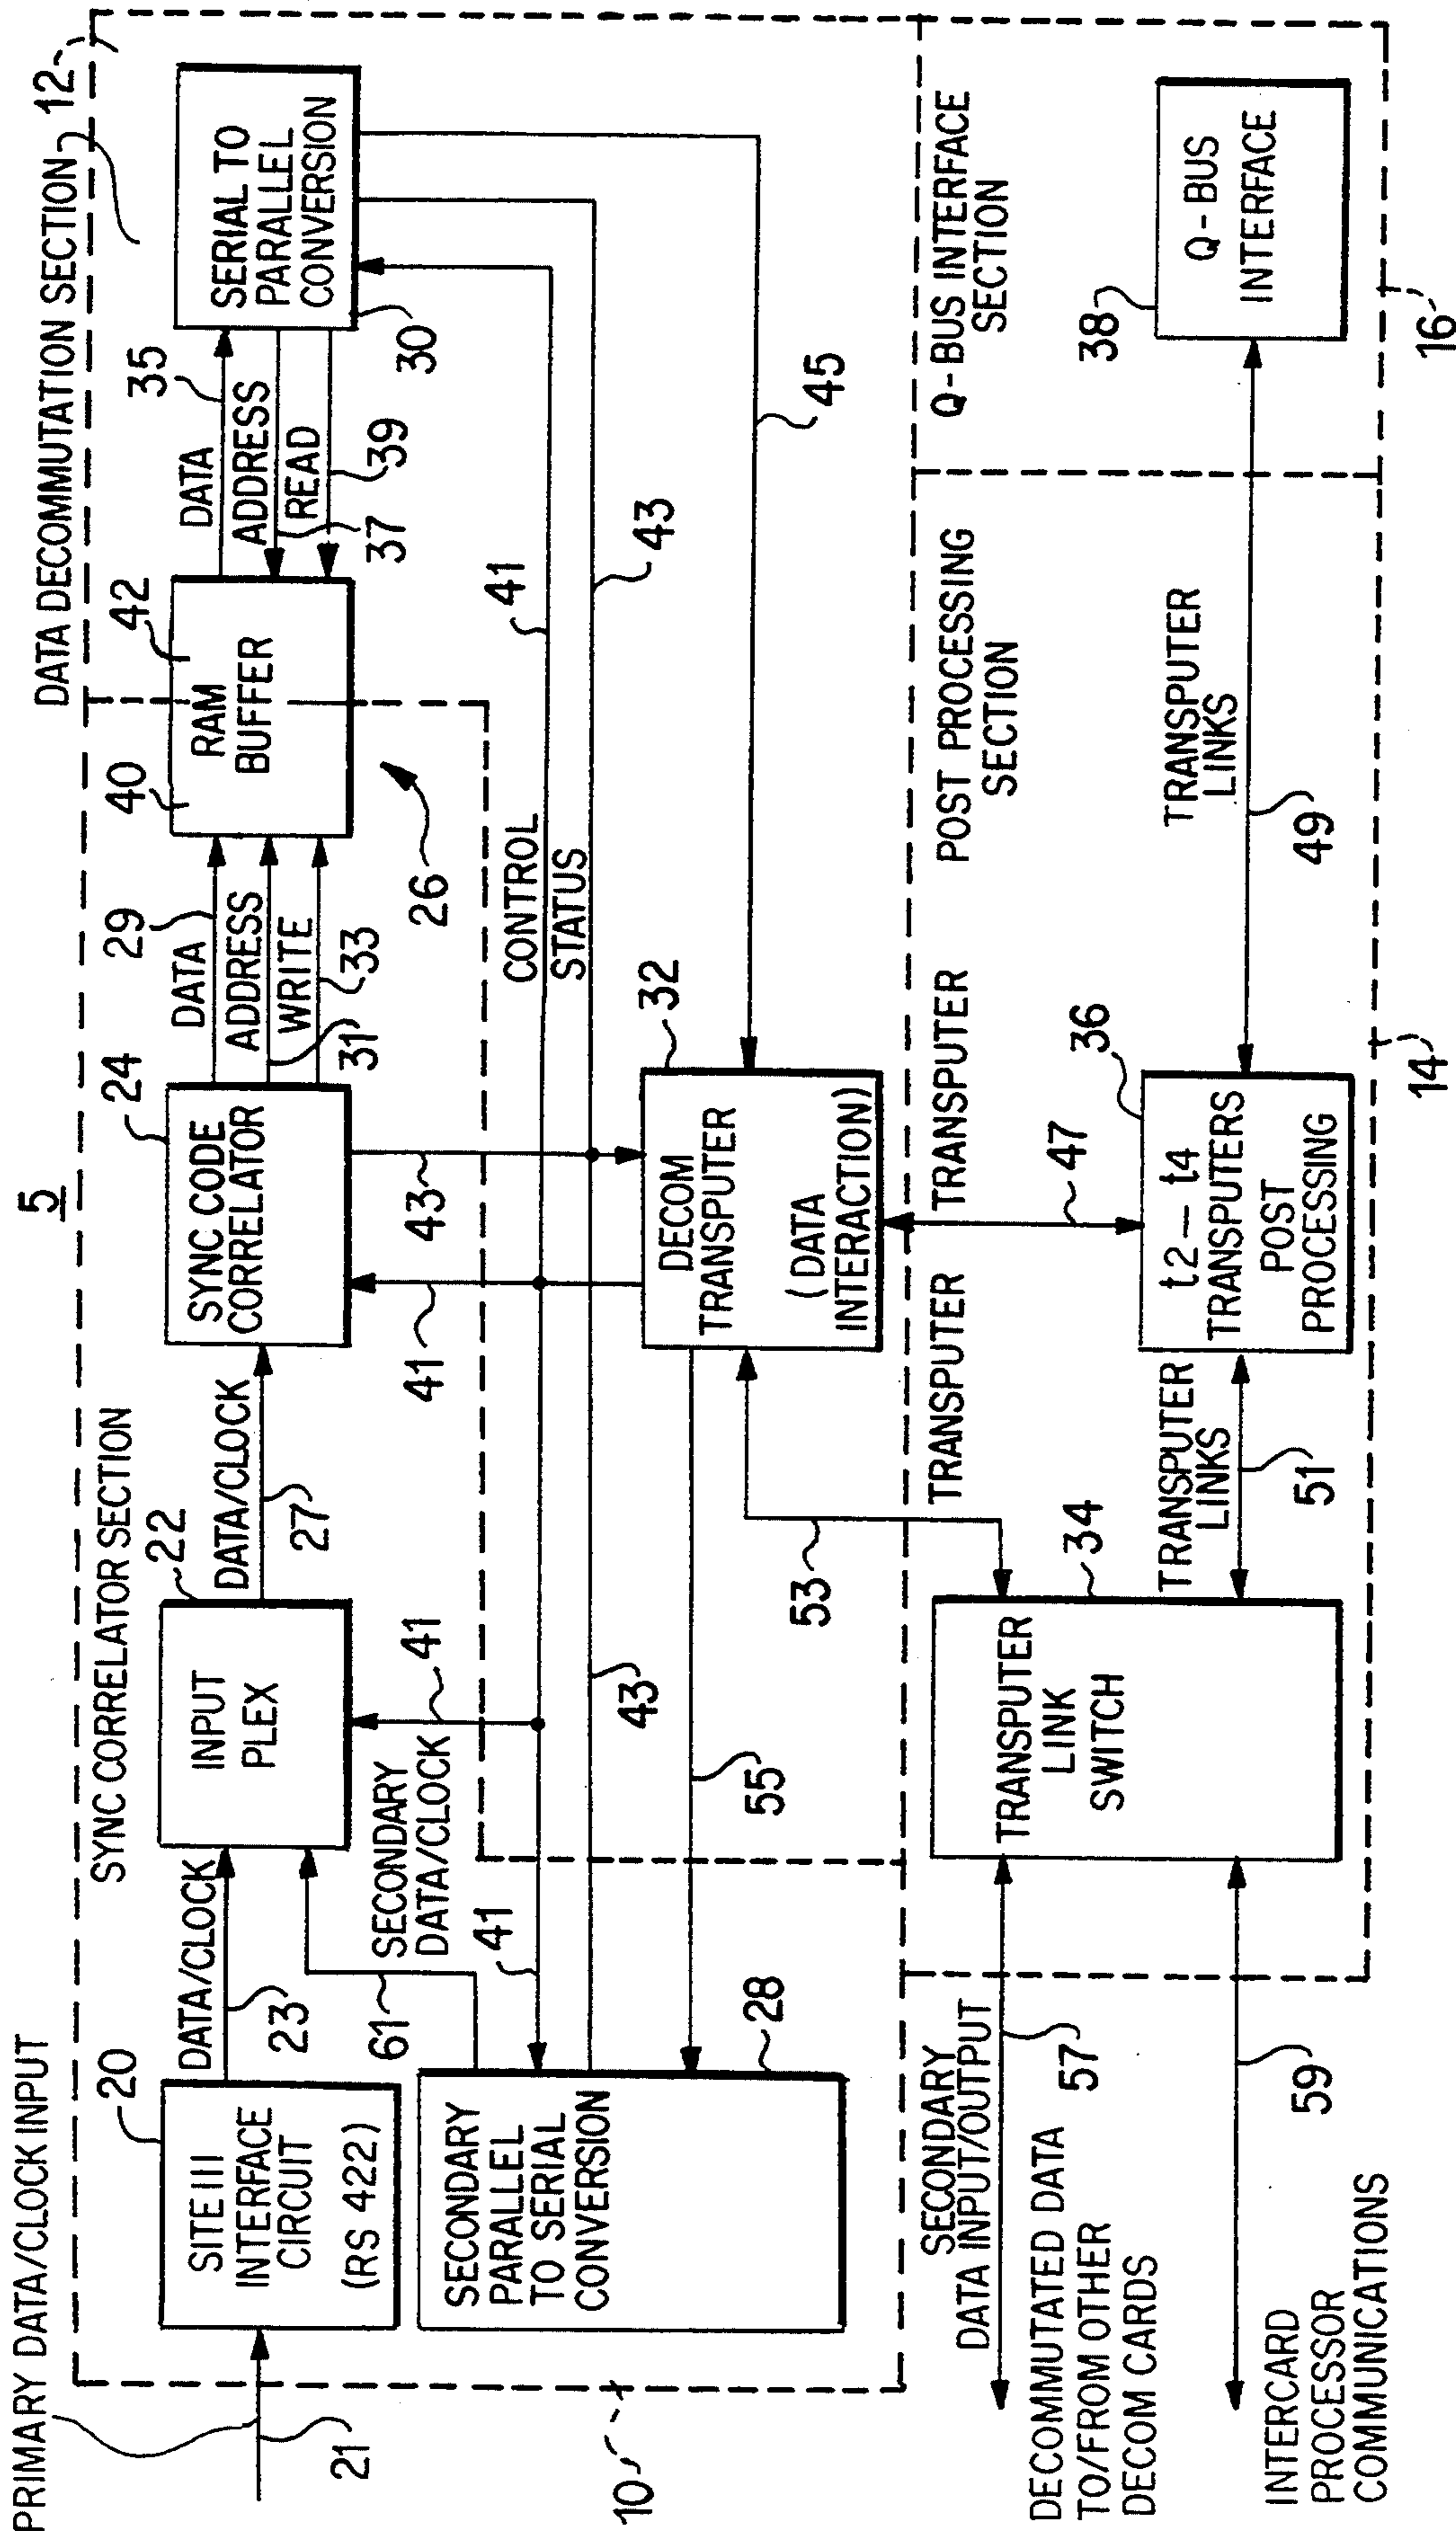 5
PRIMARY DATA/CLOCK INPUT
21
SYNC CORRELATOR SECTION
DATA DECOMMUTATION SECTION
12
20
SITE III
INTERFACE
CIRCUIT
(RS 422)
DATA/CLOCK
23
22
INPUT
PLEX
DATA/CLOCK
27
24
SYNC CODE
CORRELATOR
29
DATA
ADDRESS
WRITE
31
33
40
42
RAM
BUFFER
26
35
DATA
ADDRESS
READ
37
39
SERIAL TO
PARALLEL
CONVERSION
30
61
SECONDARY
DATA/CLOCK
41
41
41
43
41
CONTROL
STATUS
43
43
SECONDARY
PARALLEL
TO SERIAL
CONVERSION
28
55
32
DECOM
TRANSPUTER
(DATA
INTERACTION)
45
10
53
TRANSPUTER
TRANSPUTER
47
POST PROCESSING
SECTION
Q-BUS INTERFACE
SECTION
SECONDARY
DATA INPUT/OUTPUT
57
DECOMMUTATED DATA
TO/FROM OTHER
DECOM CARDS
59
INTERCARD
PROCESSOR
COMMUNICATIONS
34
TRANSPUTER
LINK
SWITCH
TRANSPUTER
LINKS
51
36
t2-t4
TRANSPUTERS
POST
PROCESSING
TRANSPUTER
LINKS
49
38
Q-BUS
INTERFACE
14
16